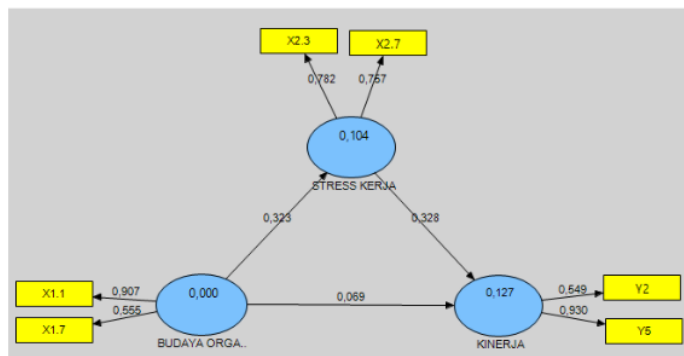 X2.3
X2.7
0,782
0,757
0,104
STRESS KERJA
0,323
0,328
X1.1
0,907
0,000
0,069
0,127
0,549
Y2
X1.7
0,555
0,930
Y5
BUDAYA ORGA..
KINERJA